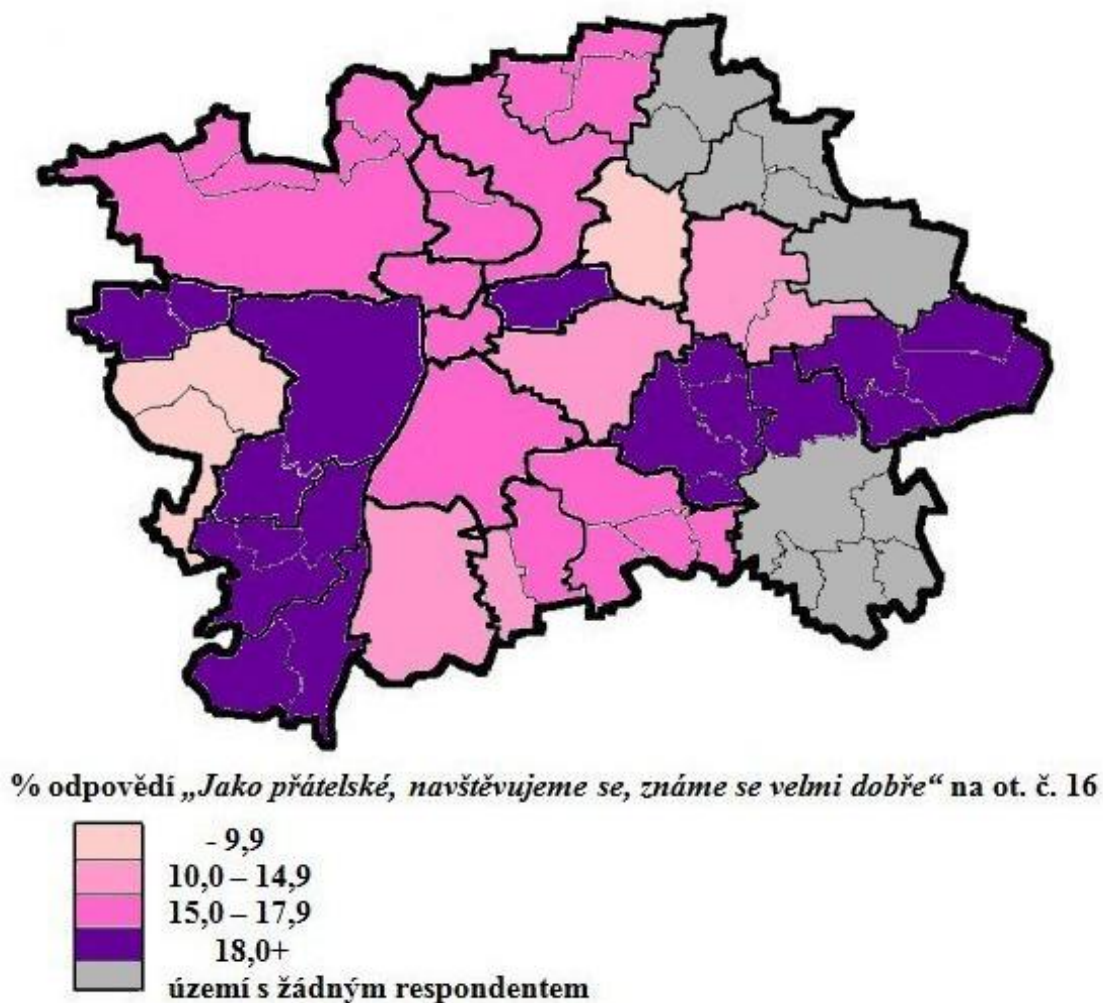 % odpovědí „Jako přátelské, navštěvujeme se, známe se velmi dobře“ na ot. č. 16
- 9,9
10,0 – 14,9
15,0 – 17,9
18,0+
území s žádným respondentem